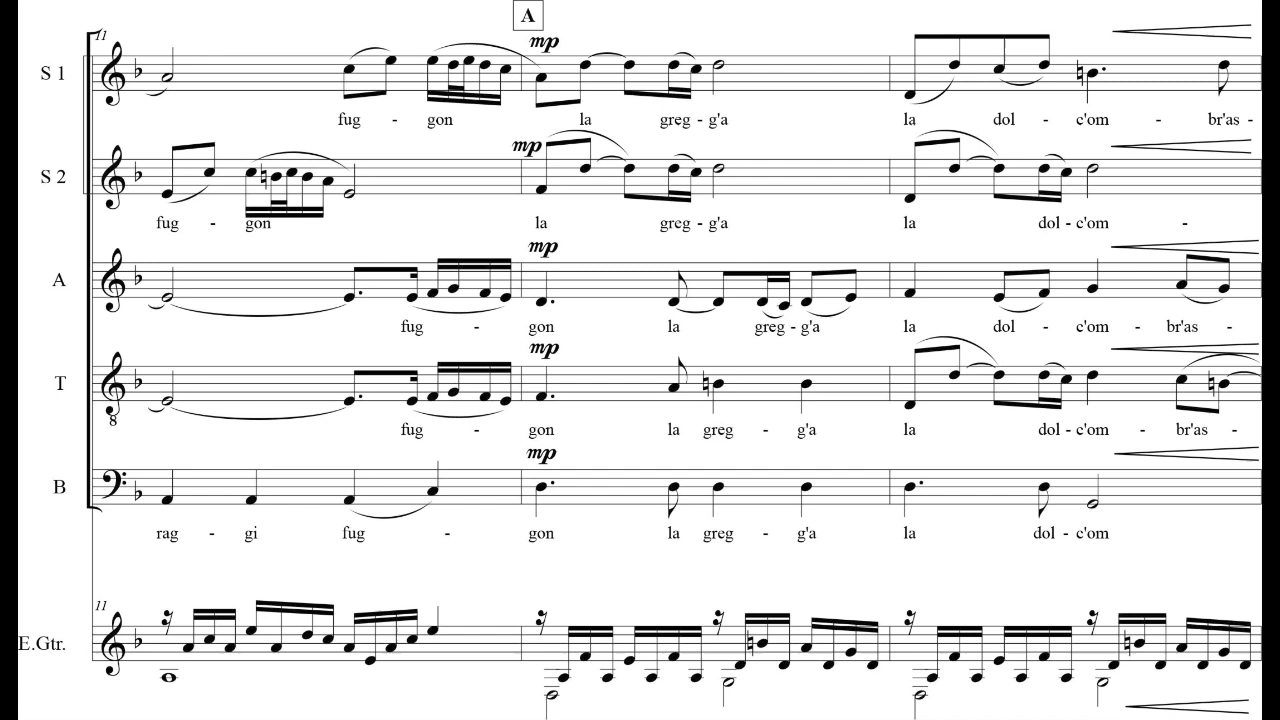 A
11
mp
S 1
fug - gon la greg - g'a la dol - c'om - br'as -
mp
S 2
fug - gon la greg - g'a la dol - c'om -
mp
A
fug - gon la greg - g'a la dol - c'om - br'as -
mp
T
8
fug - gon la greg - g'a la dol - c'om - br'as -
mp
B
rag - gi fug - gon la greg - g'a la dol - c'om
11
E.Gtr.